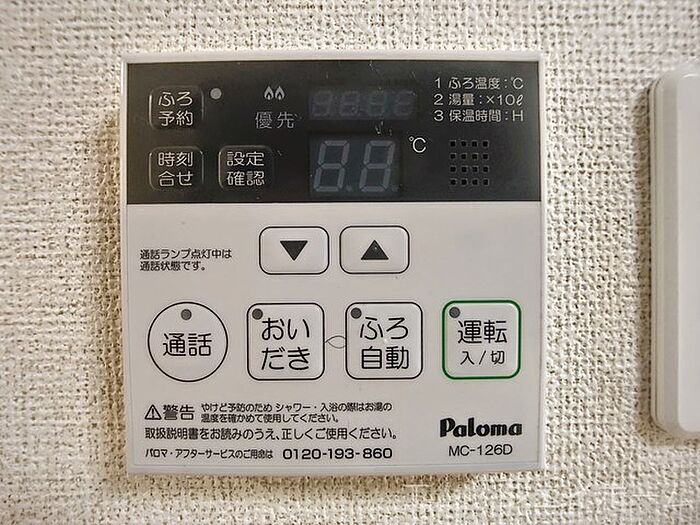 ふろ
予約
優先
1 ふろ温度:℃
2 湯量:×10ℓ
3 保温時間:H
時刻
合せ
設定
確認
88
℃
通話ランプ点灯中は
通話状態です。
▼
▲
通話
おい
だき
ふろ
自動
運転
入/切
⚠警告 やけど予防のため シャワー・入浴の際はお湯の
温度を確かめて使用してください。
取扱説明書をお読みのうえ、正しくご使用ください。
パロマ・アフターサービスのご用命は 0120-193-860
Paloma
MC-126D